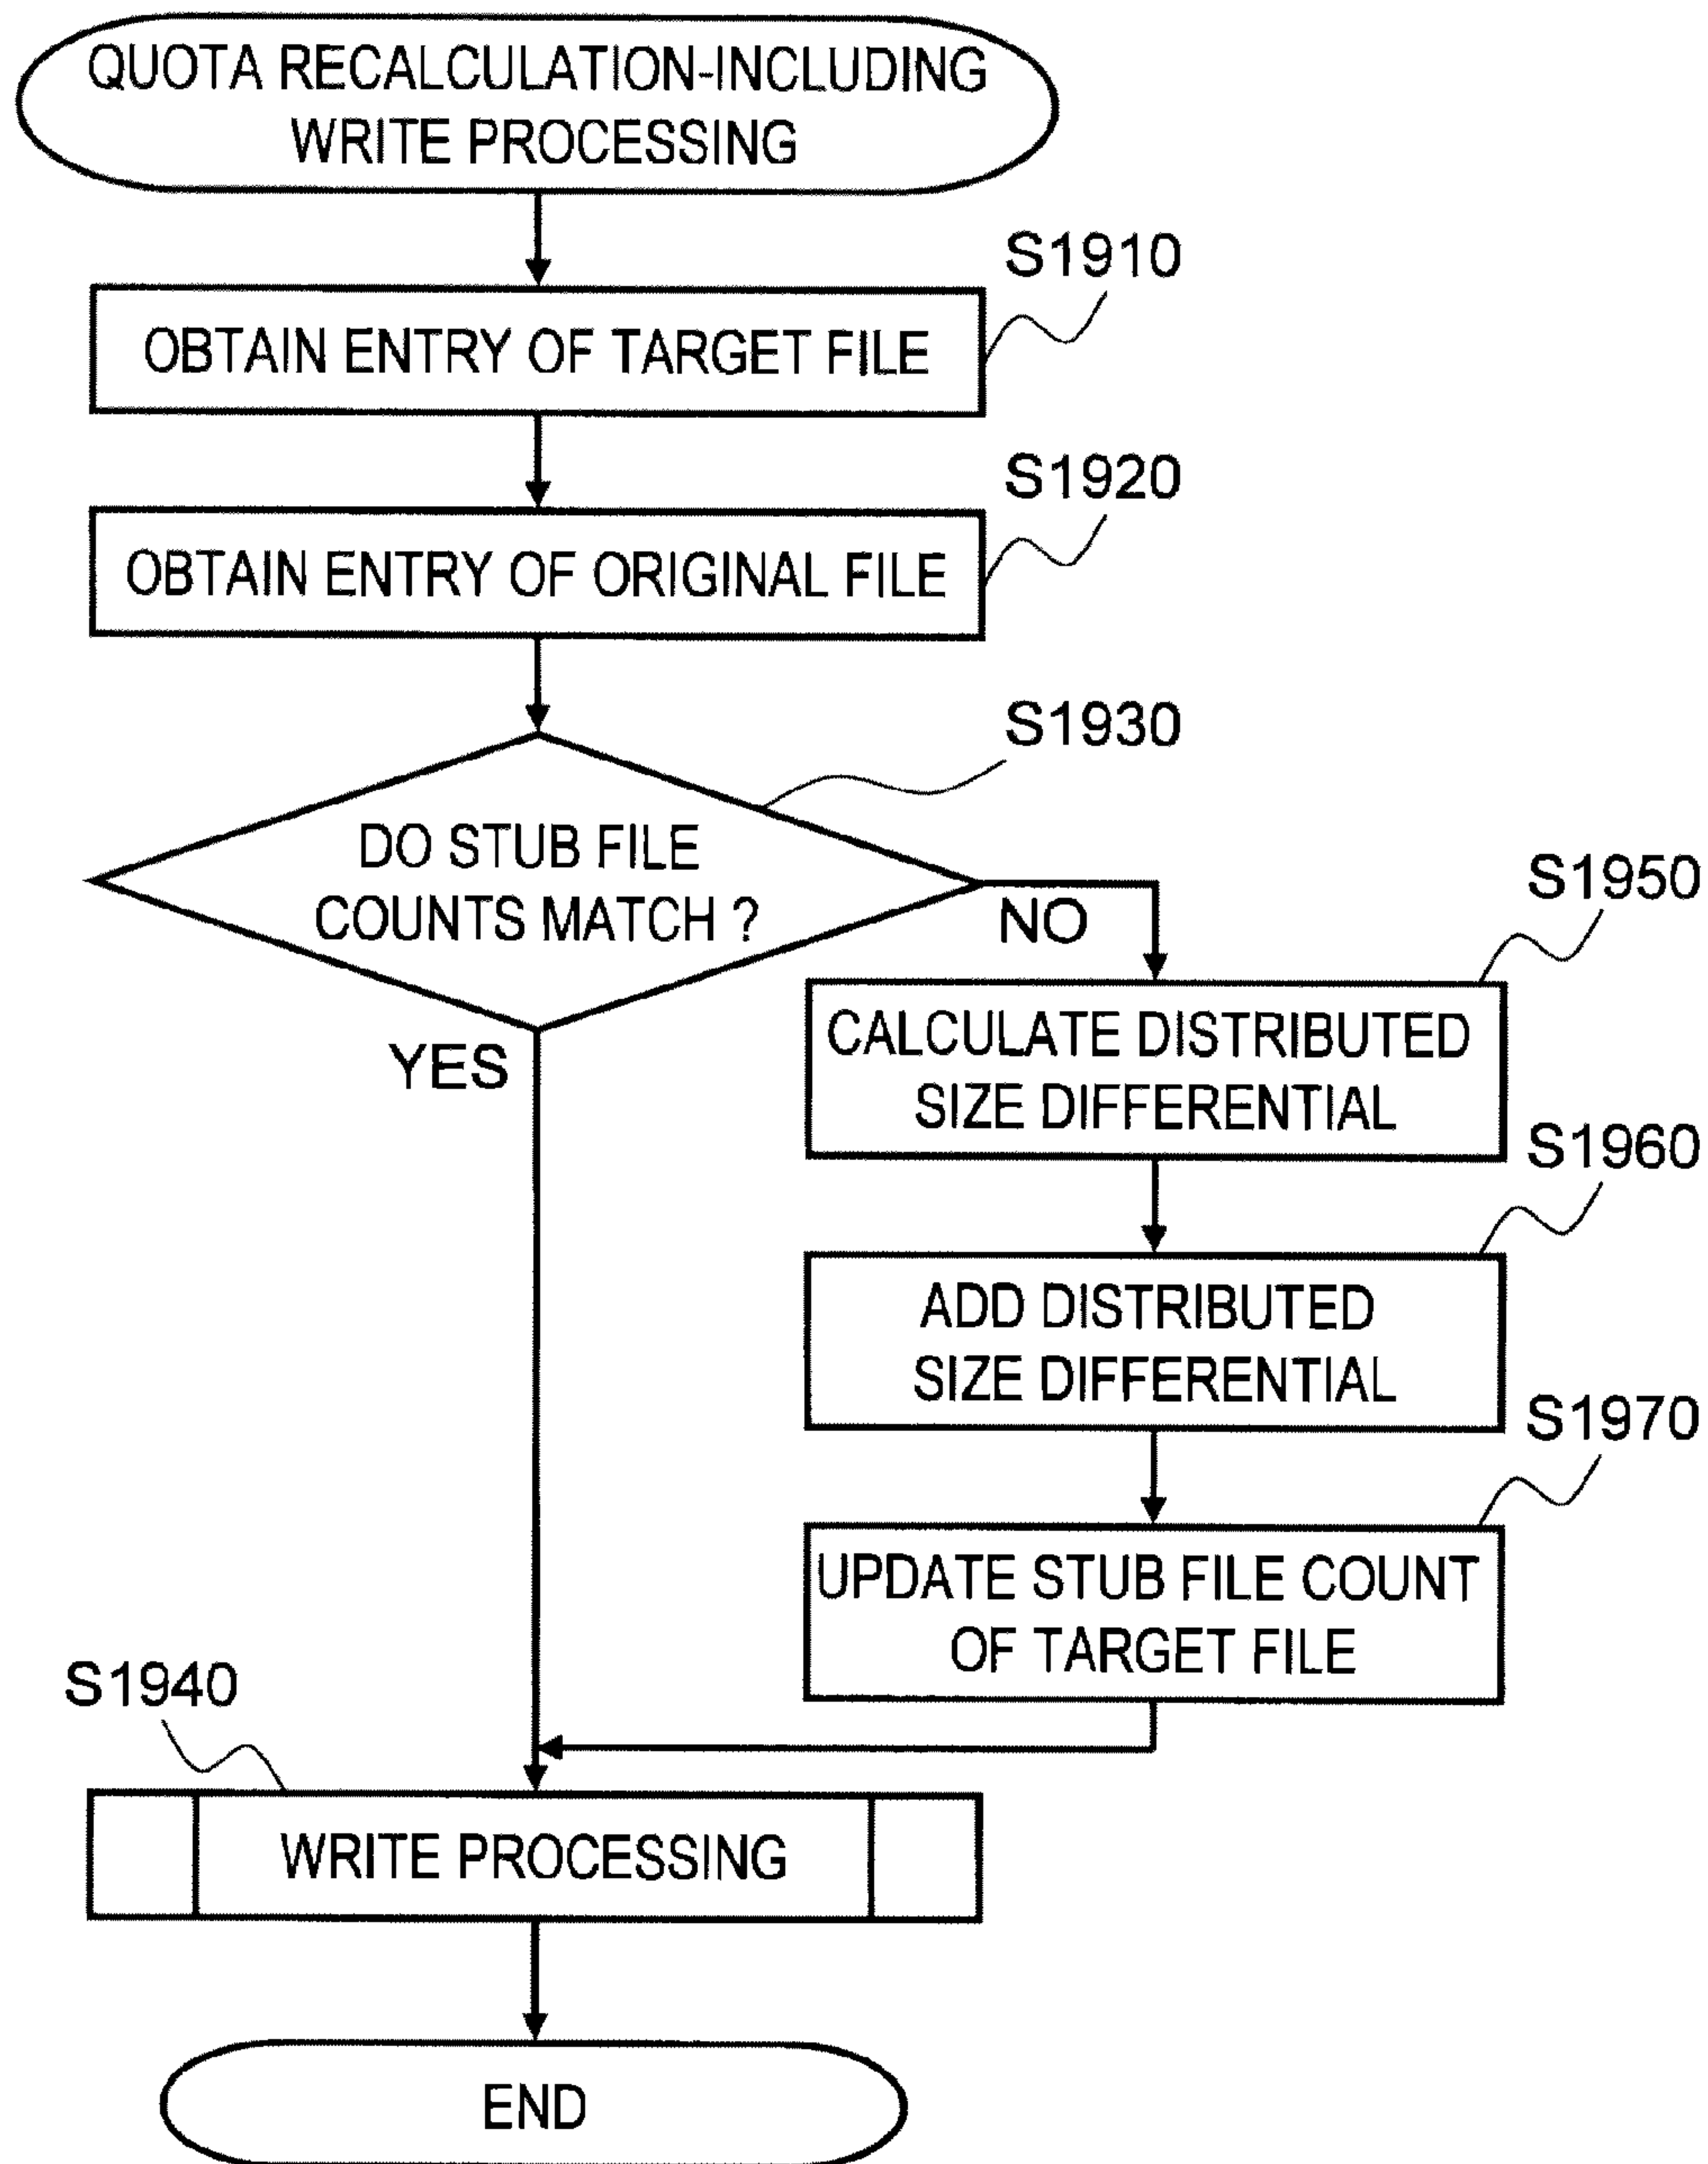 QUOTA RECALCULATION-INCLUDING
WRITE PROCESSING
S1910
OBTAIN ENTRY OF TARGET FILE
S1920
OBTAIN ENTRY OF ORIGINAL FILE
S1930
DO STUB FILE
COUNTS MATCH ?
NO
YES
S1950
CALCULATE DISTRIBUTED
SIZE DIFFERENTIAL
S1960
ADD DISTRIBUTED
SIZE DIFFERENTIAL
S1970
UPDATE STUB FILE COUNT
OF TARGET FILE
S1940
WRITE PROCESSING
END